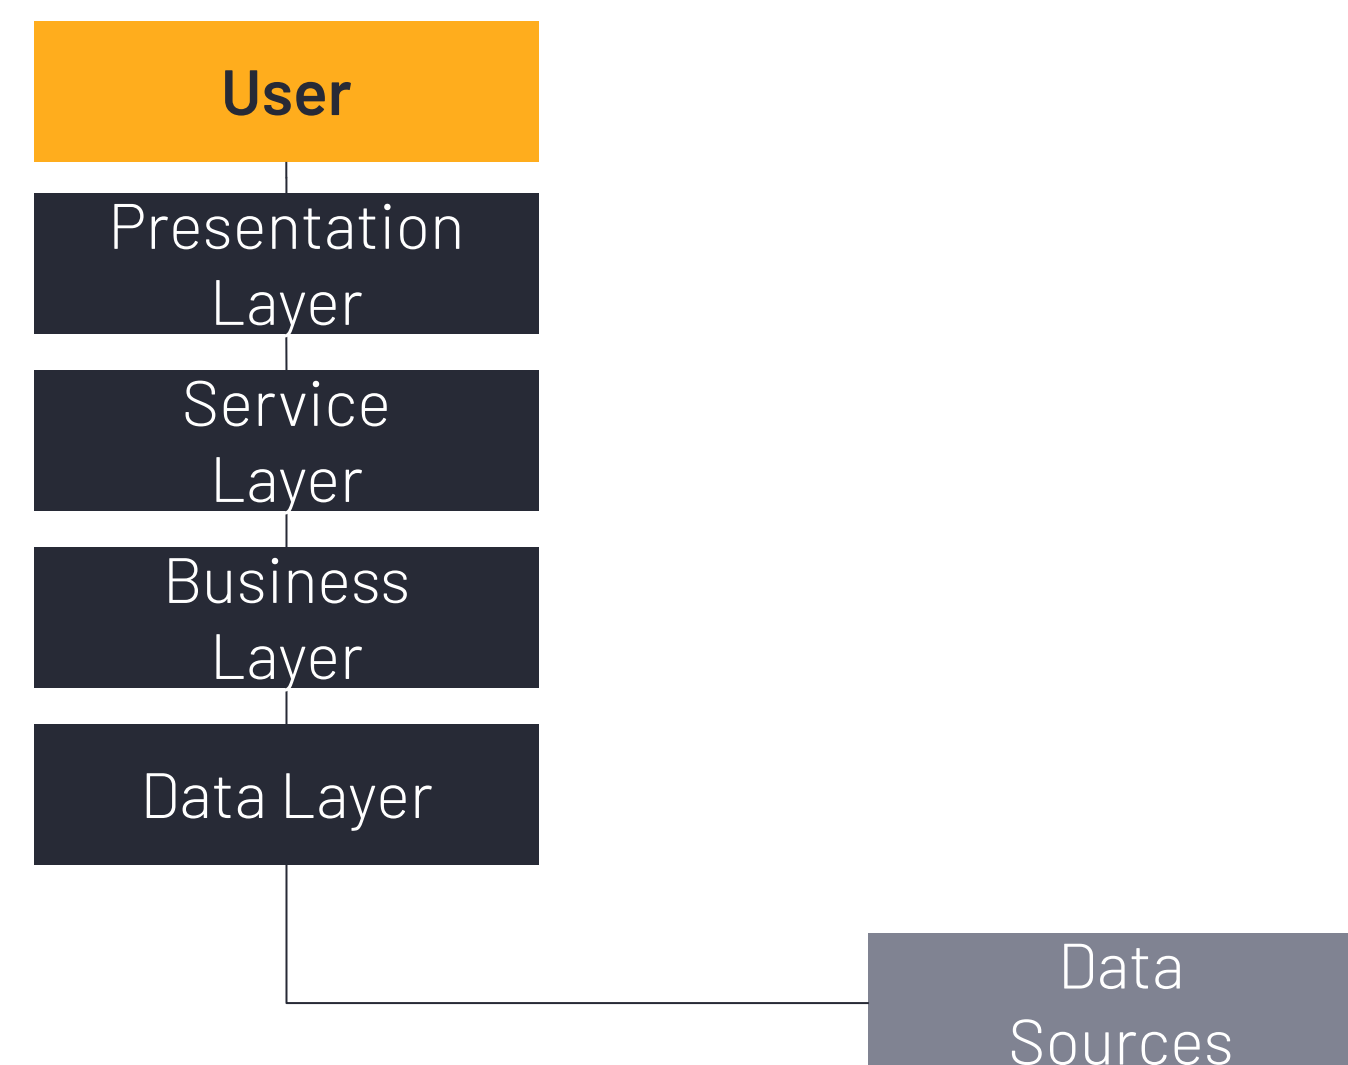 User
Presentation
Layer
Service
Layer
Business
Layer
Data Layer
Data
Sources